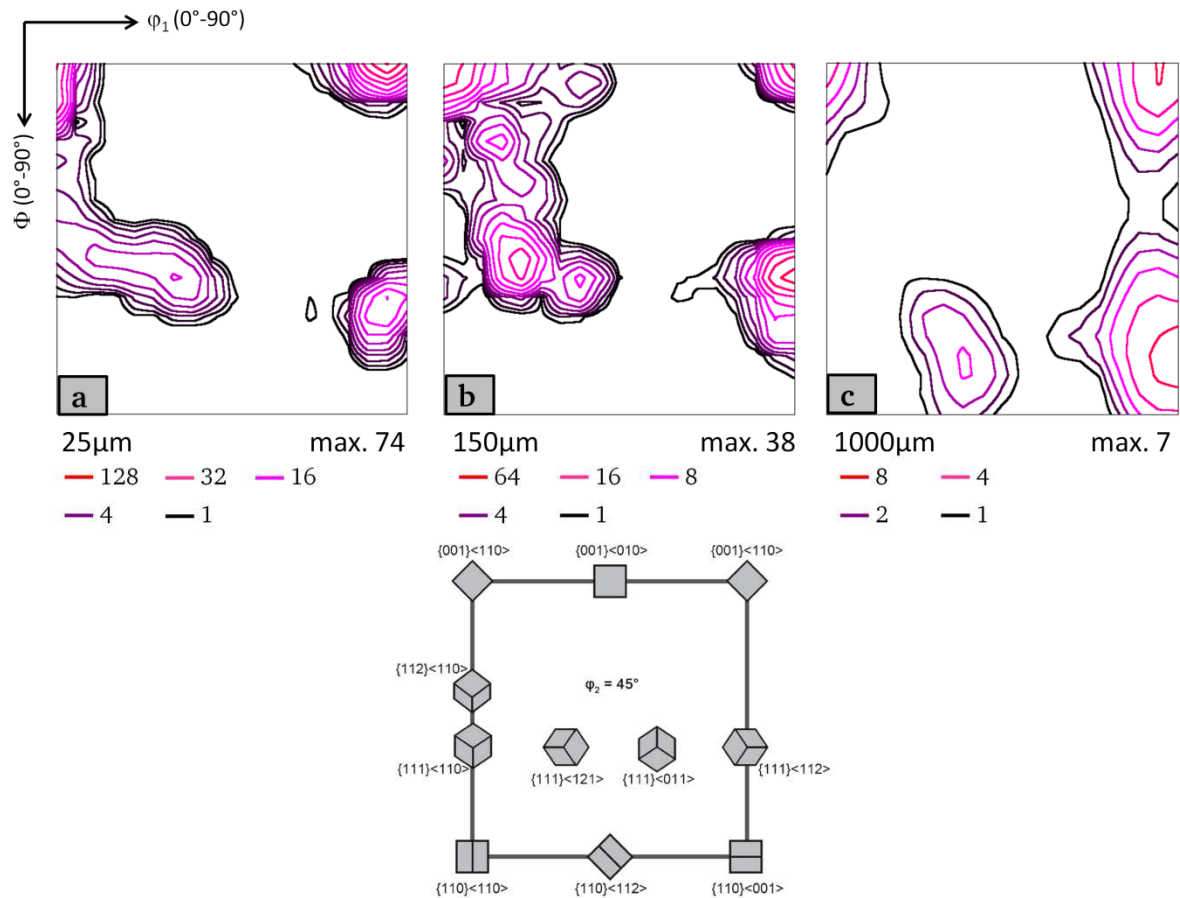 φ₁ (0°-90°)
Φ (0°-90°)
a
b
c
25µm max. 74
150µm max. 38
1000µm max. 7
128 32 16
4 1
64 16 8
4 1
8 4
2 1
{001}<110> {001}<010> {001}<110>
{112}<110>
φ₂ = 45°
{111}<110> {111}<121> {111}<011> {111}<112>
{110}<110> {110}<112> {110}<001>